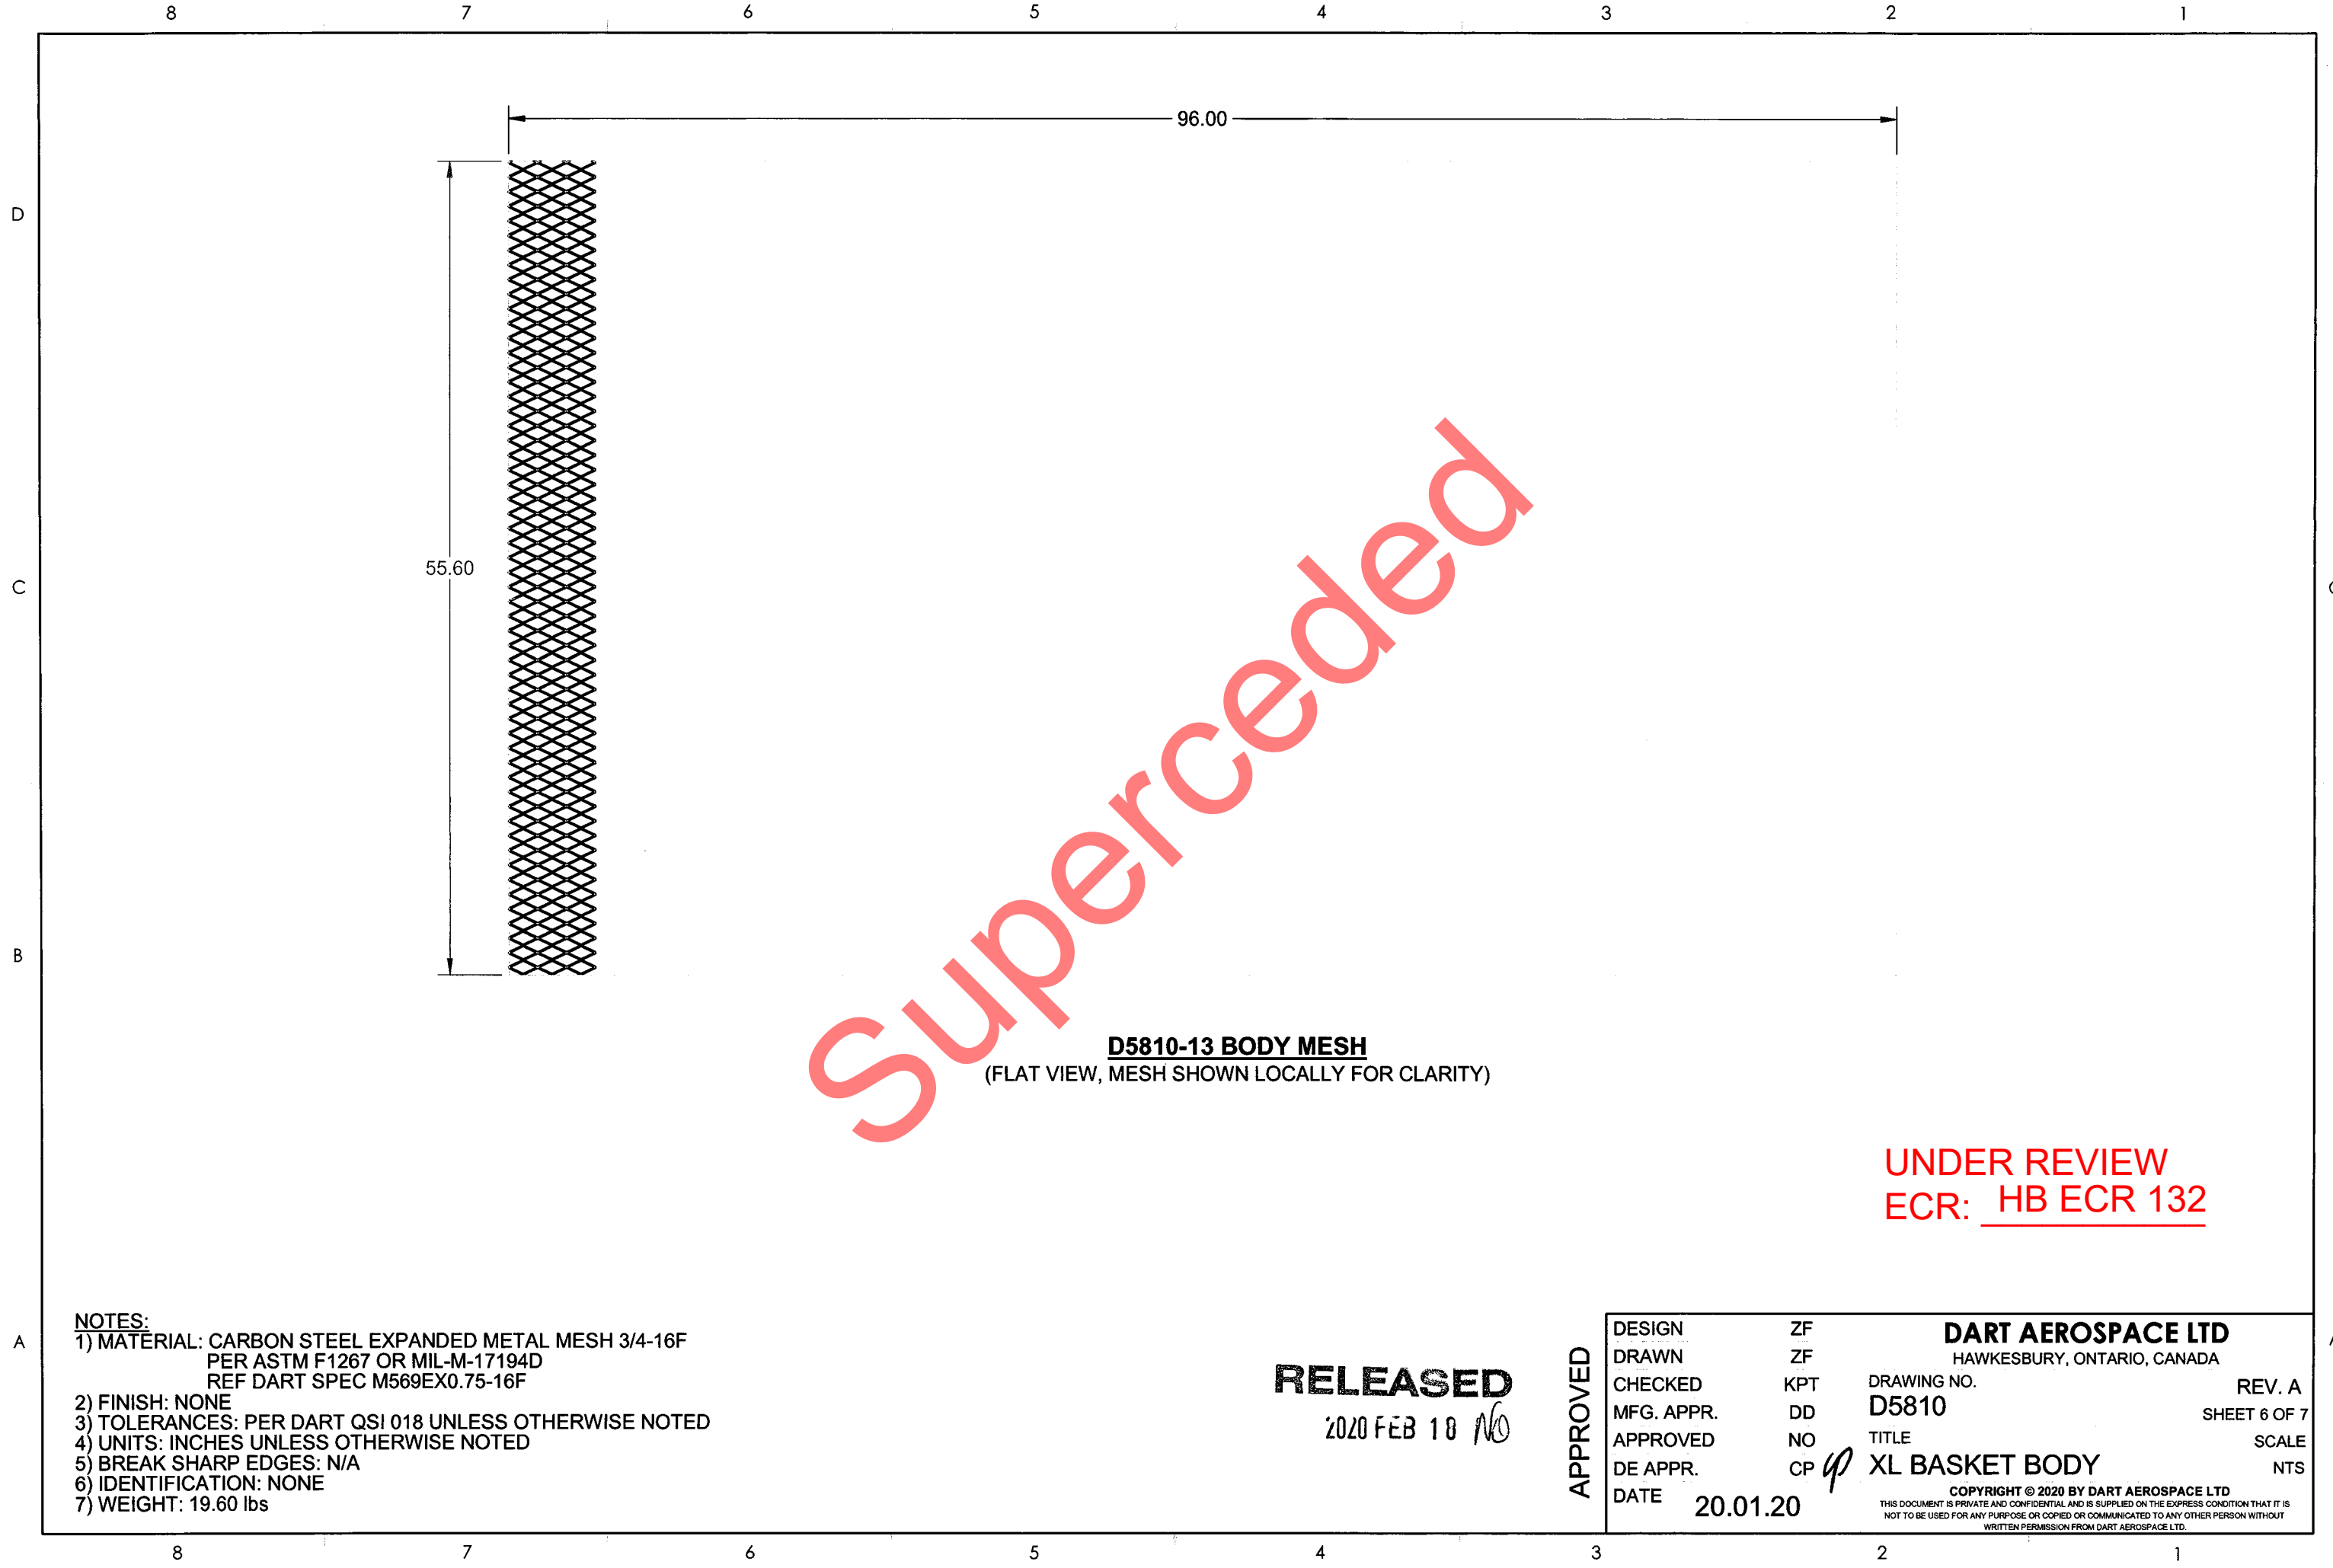 8 7 6 5 4 3 2 1
96.00
D
55.60
C
Superceded
B
D5810-13 BODY MESH
(FLAT VIEW, MESH SHOWN LOCALLY FOR CLARITY)
UNDER REVIEW
ECR: HB ECR 132
A
NOTES:
1) MATERIAL: CARBON STEEL EXPANDED METAL MESH 3/4-16F
PER ASTM F1267 OR MIL-M-17194D
REF DART SPEC M569EX0.75-16F
2) FINISH: NONE
3) TOLERANCES: PER DART QSI 018 UNLESS OTHERWISE NOTED
4) UNITS: INCHES UNLESS OTHERWISE NOTED
5) BREAK SHARP EDGES: N/A
6) IDENTIFICATION: NONE
7) WEIGHT: 19.60 lbs
RELEASED
2020 FEB 18 NO
APPROVED
DESIGN ZF
DRAWN ZF
CHECKED KPT
MFG. APPR. DD
APPROVED NO
DE APPR. CP
DATE 20.01.20
DART AEROSPACE LTD
HAWKESBURY, ONTARIO, CANADA
DRAWING NO. REV. A
D5810 SHEET 6 OF 7
TITLE SCALE
XL BASKET BODY NTS
COPYRIGHT © 2020 BY DART AEROSPACE LTD
THIS DOCUMENT IS PRIVATE AND CONFIDENTIAL AND IS SUPPLIED ON THE EXPRESS CONDITION THAT IT IS
NOT TO BE USED FOR ANY PURPOSE OR COPIED OR COMMUNICATED TO ANY OTHER PERSON WITHOUT
WRITTEN PERMISSION FROM DART AEROSPACE LTD.
8 7 6 5 4 3 2 1